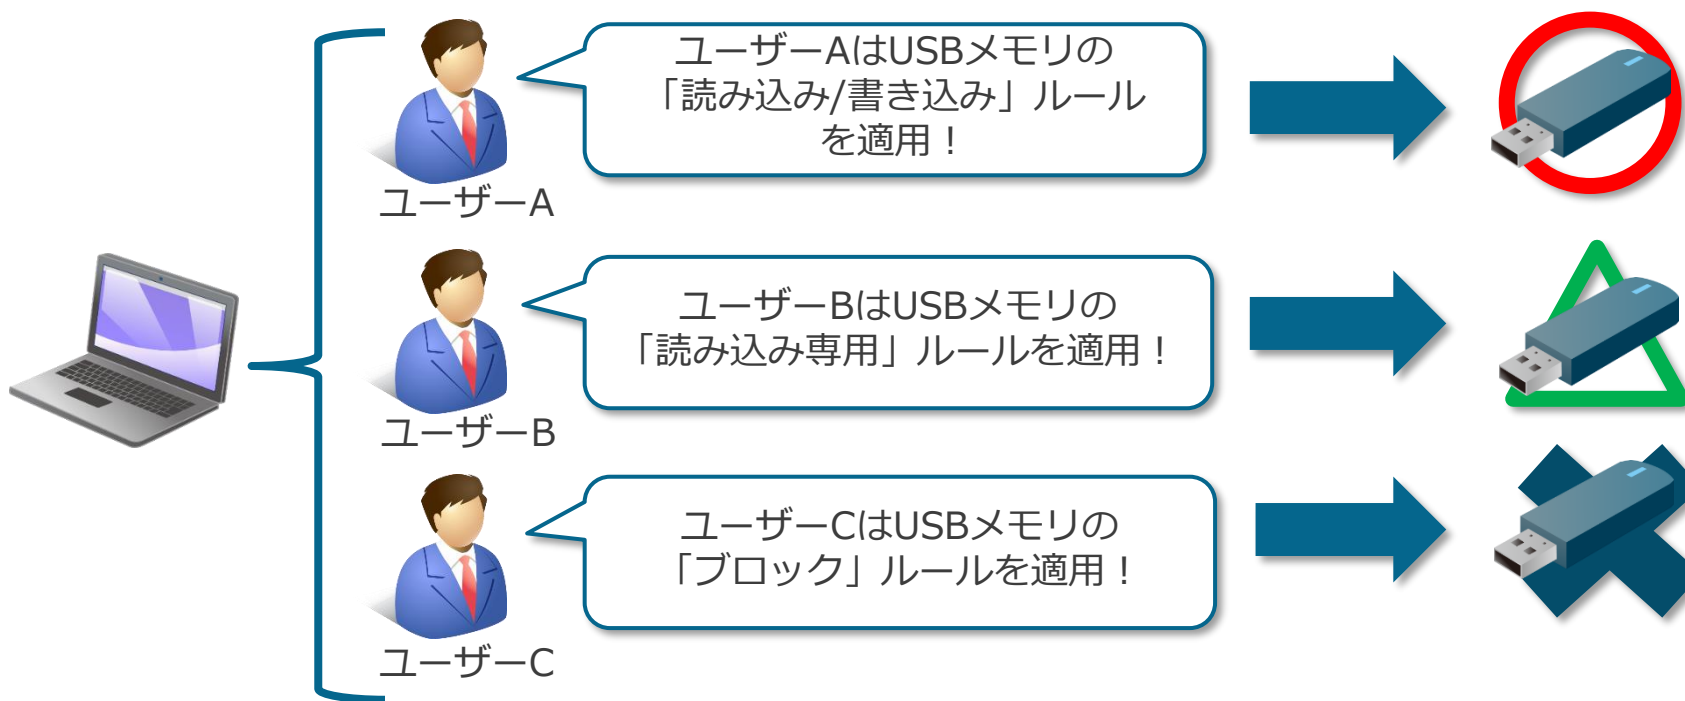 ユーザーAはUSBメモリの
「読み込み/書き込み」ルール
を適用！
ユーザーA
ユーザーBはUSBメモリの
「読み込み専用」ルールを適用！
ユーザーB
ユーザーCはUSBメモリの
「ブロック」ルールを適用！
ユーザーC